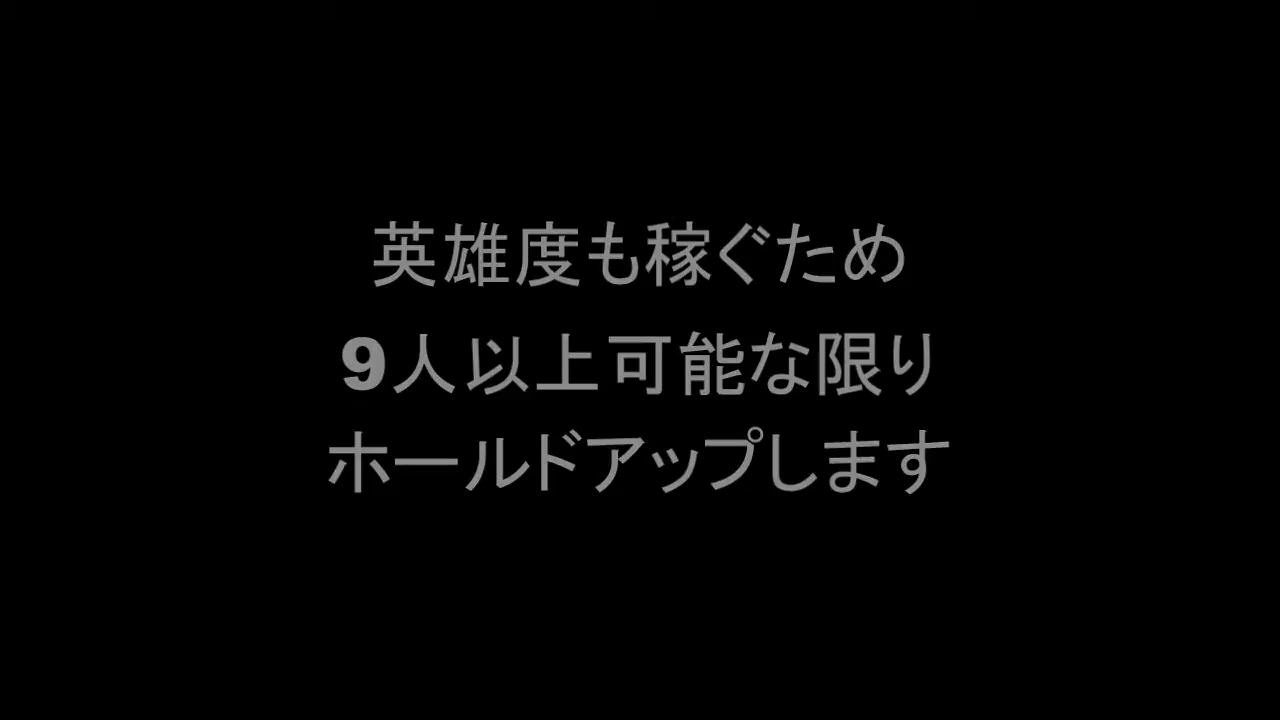 英雄度も稼ぐため
9人以上可能な限り
ホールドアップします